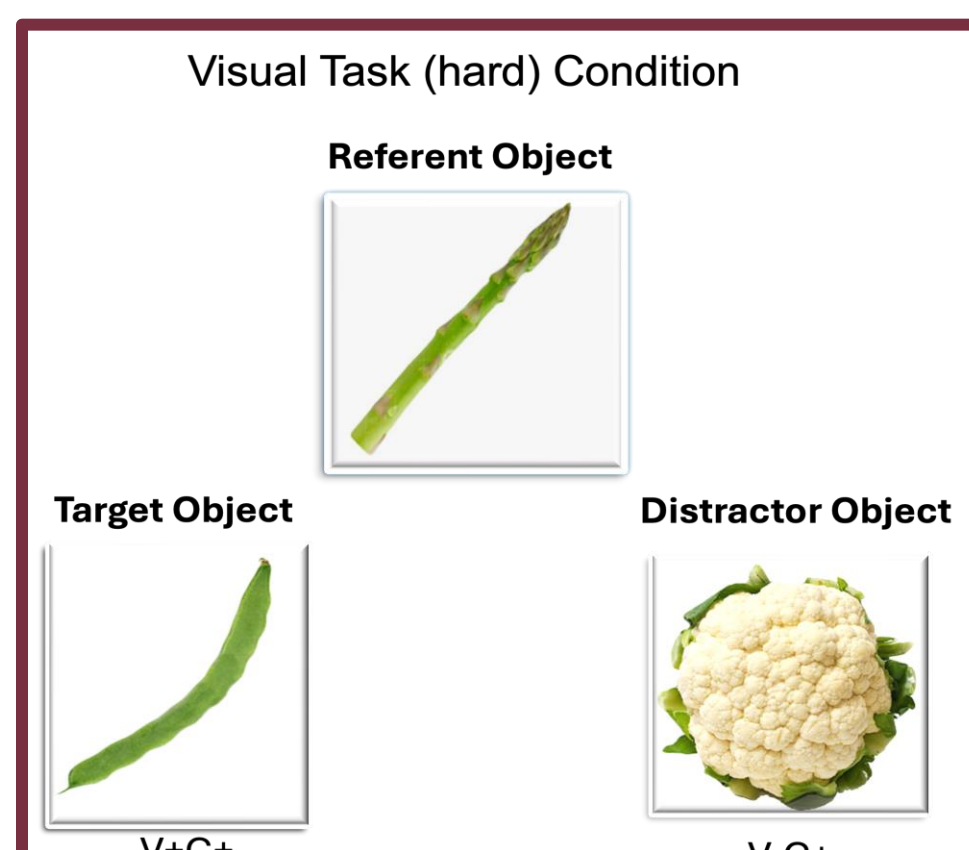 Visual Task (hard) Condition
Referent Object
Target Object
Distractor Object
V+C+
V-C+